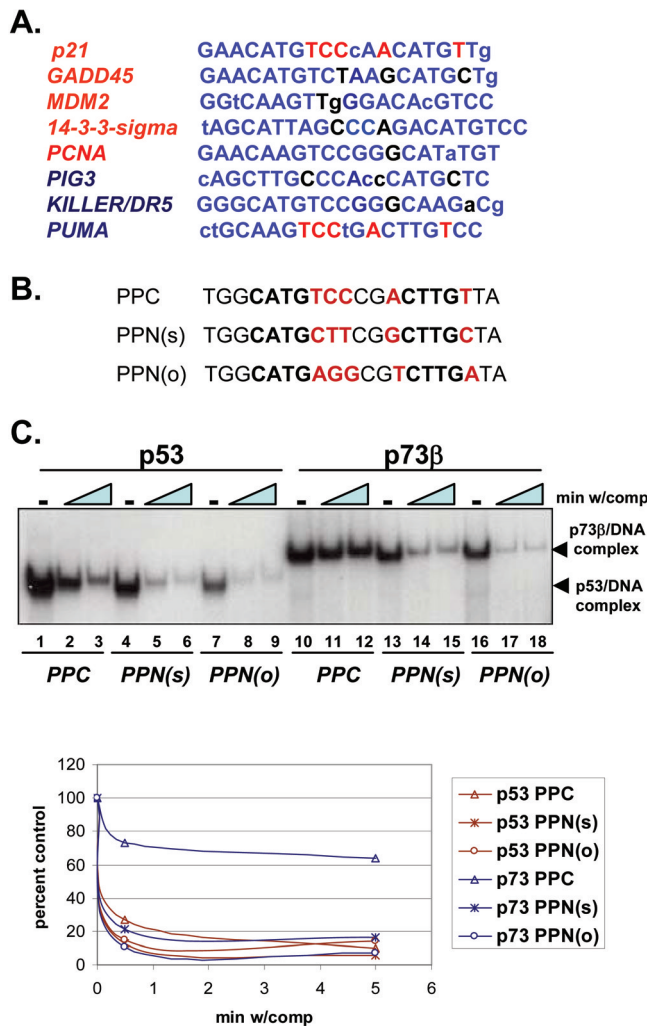 A.
p21 GAACATGTCCcAACATGTTg
GADD45 GAACATGTCTAAGCATGCTg
MDM2 GGtCAAGTTgGGACAcGTCC
14-3-3-sigma tAGCATTAGCCCAGACATGTCC
PCNA GAACAAGTCCGGGCATaTGT
PIG3 cAGCTTGCCCAccCATGCTC
KILLER/DR5 GGGCATGTCCGGGCAAGaCg
PUMA ctGCAAGTCCtGACTTGTCC
B.
PPC TGGCATGTCCCGACTTGTTA
PPN(s) TGGCATGCTTCGGCTTGCTA
PPN(o) TGGCATGAGGCGTCTTGATA
C.
p53 p73β
- - - - - - min w/comp
p73β/DNA
complex
p53/DNA
complex
1 2 3 4 5 6 7 8 9 10 11 12 13 14 15 16 17 18
PPC PPN(s) PPN(o) PPC PPN(s) PPN(o)
120
100
80
60
40
20
0
percent control
0 1 2 3 4 5 6
min w/comp
p53 PPC
p53 PPN(s)
p53 PPN(o)
p73 PPC
p73 PPN(s)
p73 PPN(o)